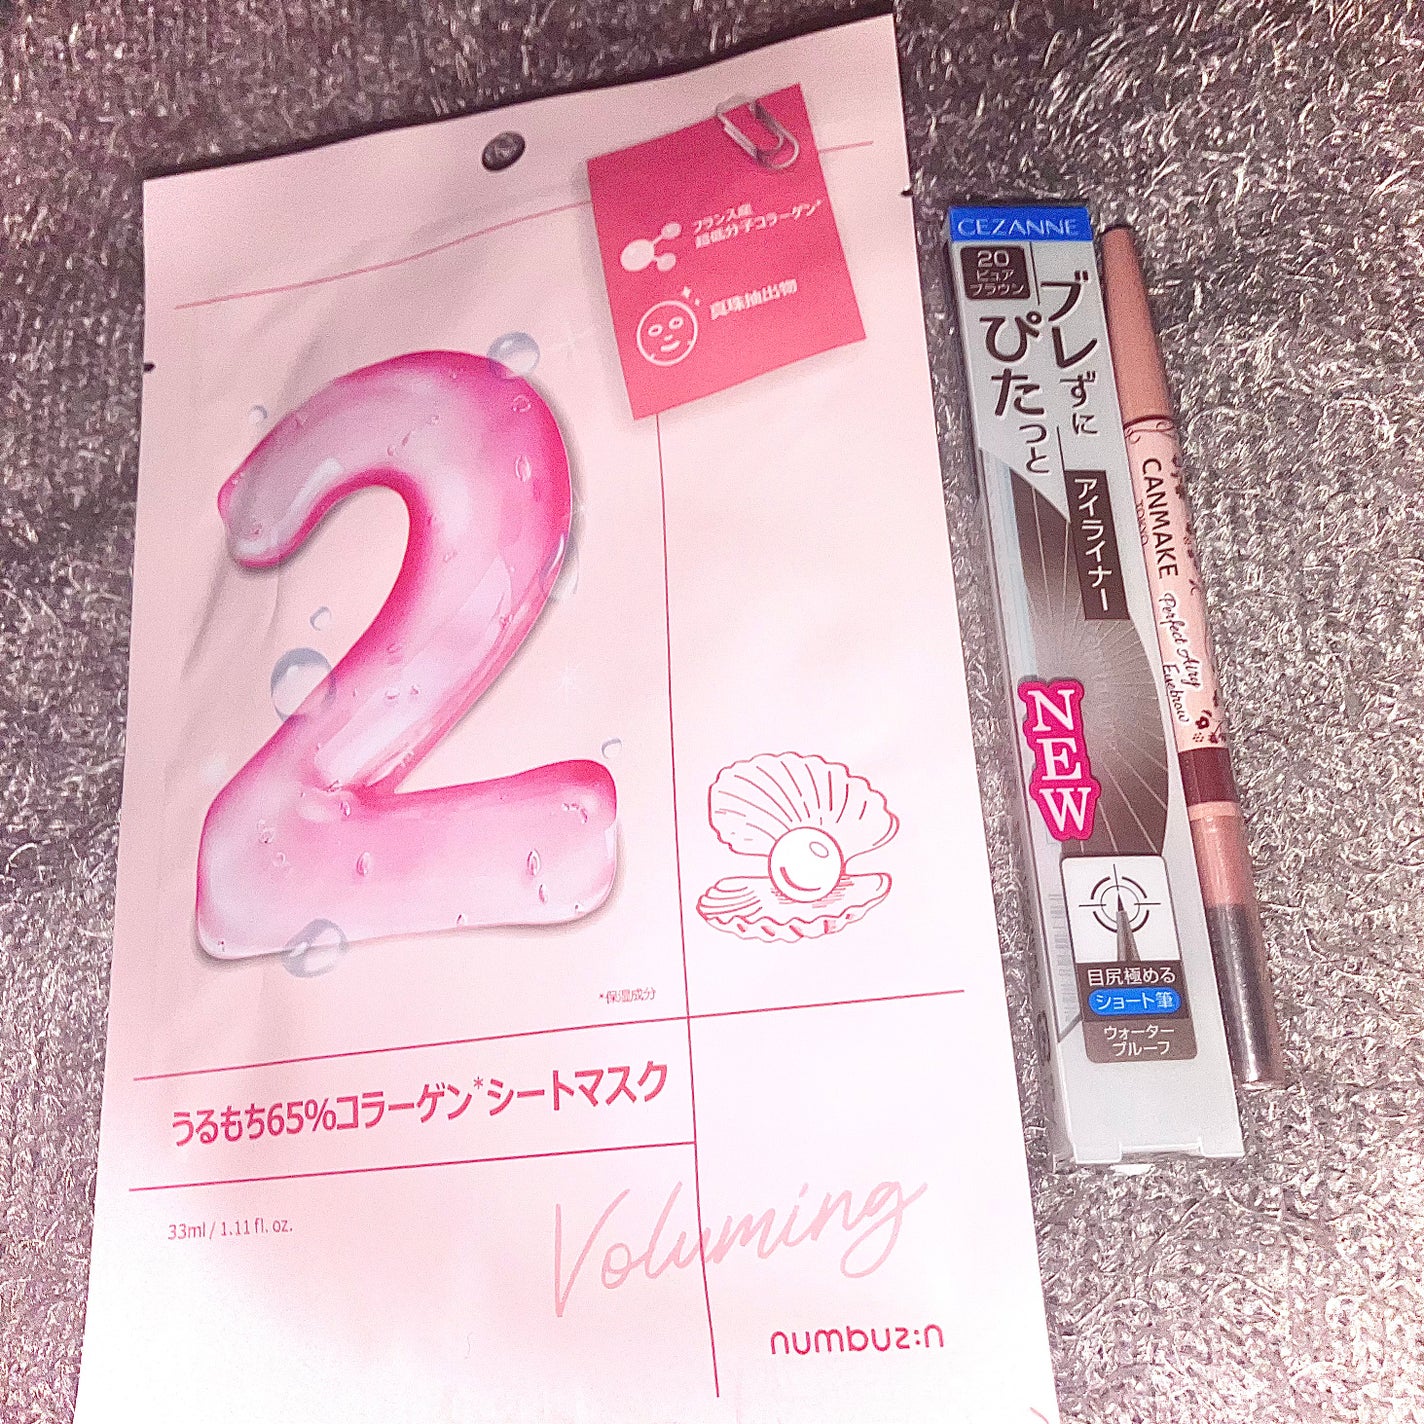 フランス産
超低分子コラーゲン*
真珠抽出物
*保湿成分
うるもち65%コラーゲン*シートマスク
33ml / 1.11 fl. oz.
Voluming
numbuz:n
CEZANNE
20
ピュア
ブラウン
ブレずに
ぴたっと
アイライナー
NEW
目尻極める
ショート筆
ウォーター
プルーフ
CANMAKE
TOKYO
Perfect Airy
Eyebrow